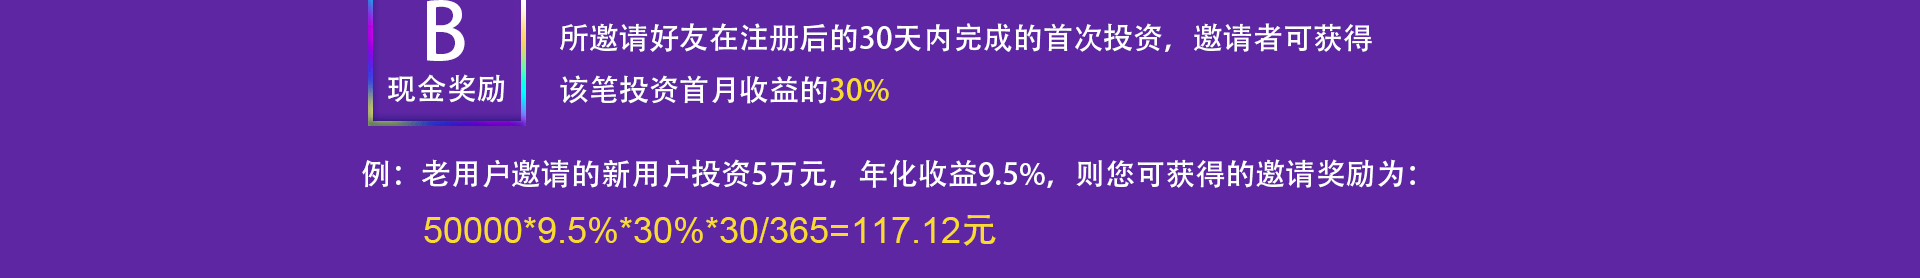 B
现金奖励
所邀请好友在注册后的30天内完成的首次投资，邀请者可获得
该笔投资首月收益的30%
例：老用户邀请的新用户投资5万元，年化收益9.5%，则您可获得的邀请奖励为：
50000*9.5%*30%*30/365=117.12元